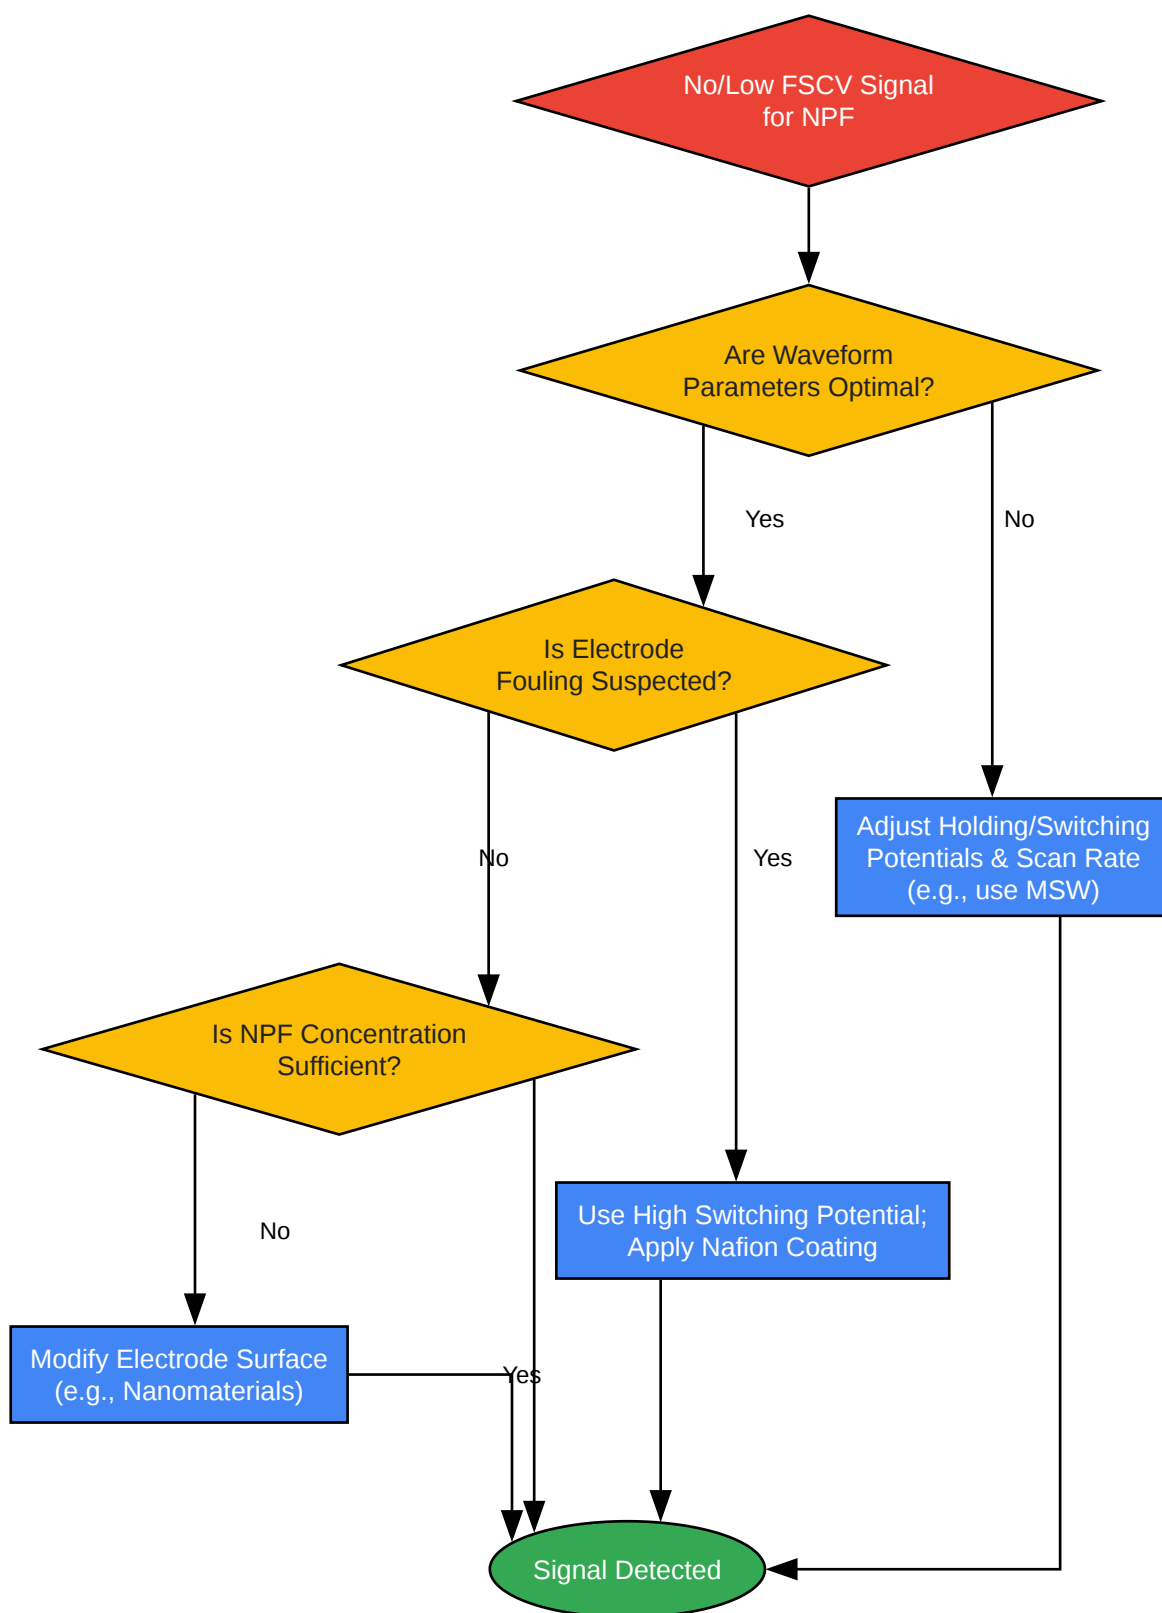 No/Low FSCV Signal
for NPF
Are Waveform
Parameters Optimal?
Yes
No
Is Electrode
Fouling Suspected?
Adjust Holding/Switching
Potentials & Scan Rate
(e.g., use MSW)
No
Yes
Is NPF Concentration
Sufficient?
Use High Switching Potential;
Apply Nafion Coating
No
Modify Electrode Surface
(e.g., Nanomaterials)
Yes
Signal Detected